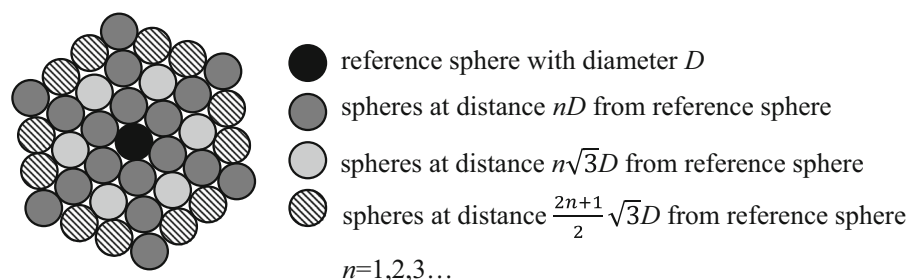 reference sphere with diameter D
spheres at distance nD from reference sphere
spheres at distance n√3D from reference sphere
spheres at distance \frac{2n+1}{2}√3D from reference sphere
n=1,2,3…